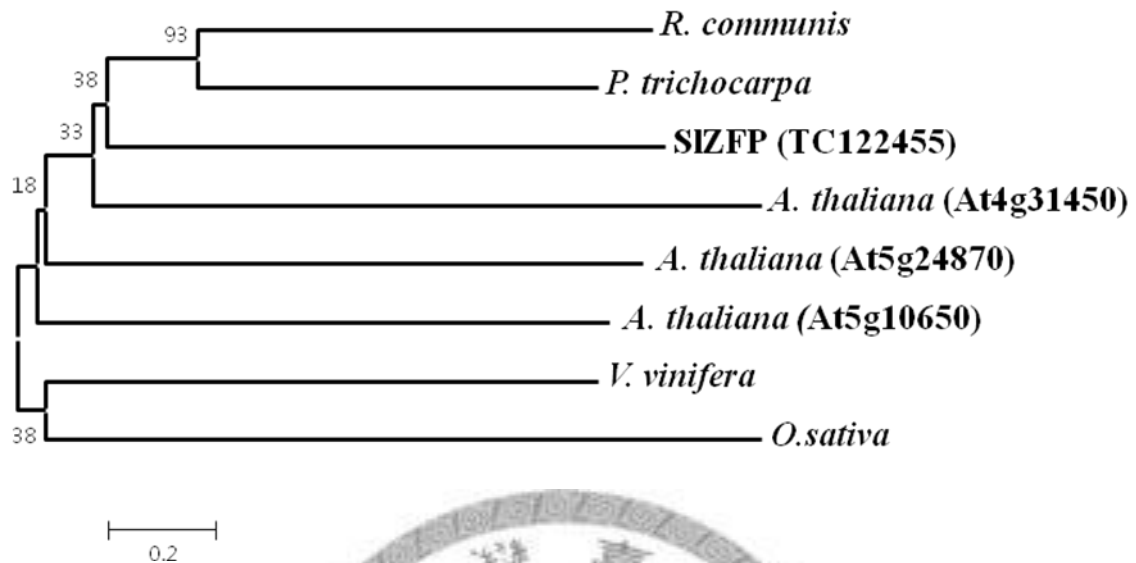 93
R. communis
P. trichocarpa
38
33
SlZFP (TC122455)
18
A. thaliana (At4g31450)
A. thaliana (At5g24870)
A. thaliana (At5g10650)
V. vinifera
38
O.sativa
0.2